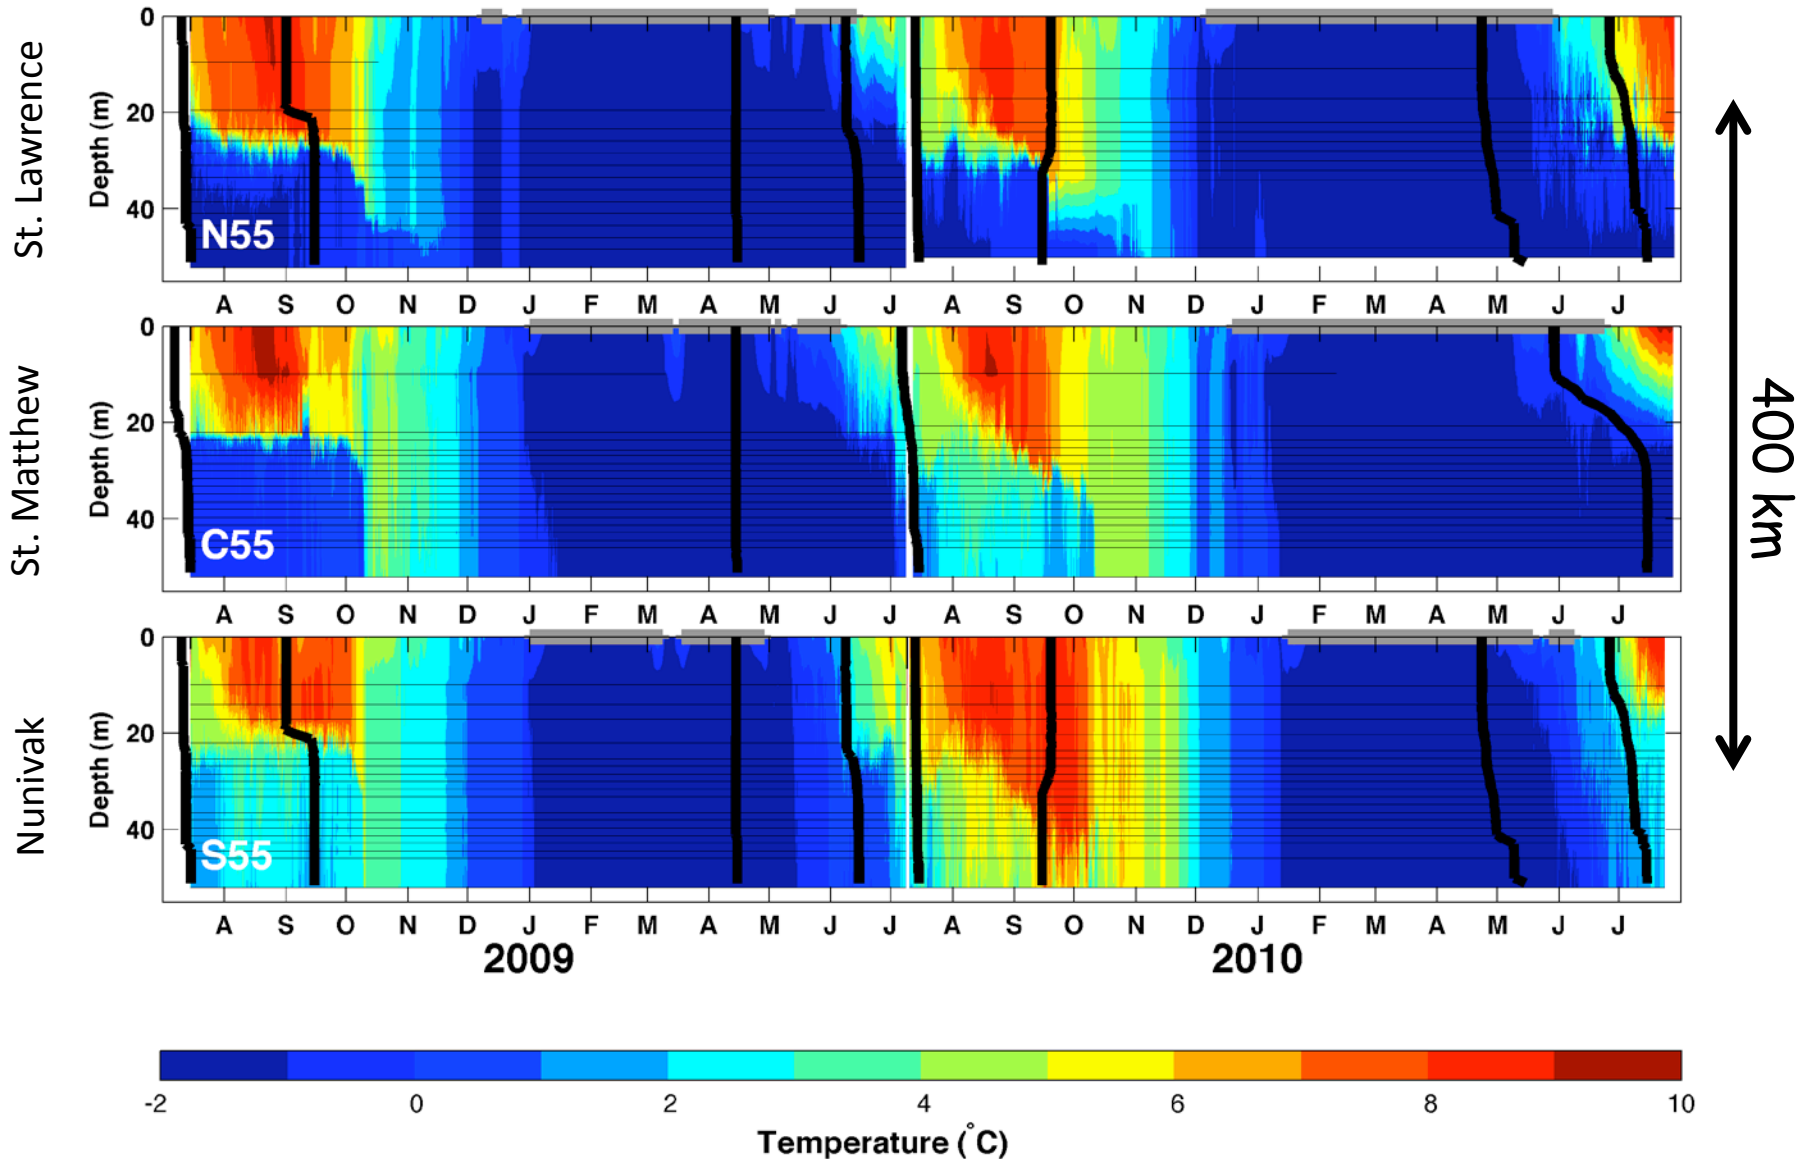 St. Lawrence
Depth (m)
0
20
40
N55
A S O N D J F M A M J J A S O N D J F M A M J J
St. Matthew
Depth (m)
0
20
40
C55
A S O N D J F M A M J J A S O N D J F M A M J J
Nunivak
Depth (m)
0
20
40
S55
A S O N D J F M A M J J A S O N D J F M A M J J
2009 2010
400 km
-2 0 2 4 6 8 10
Temperature (°C)